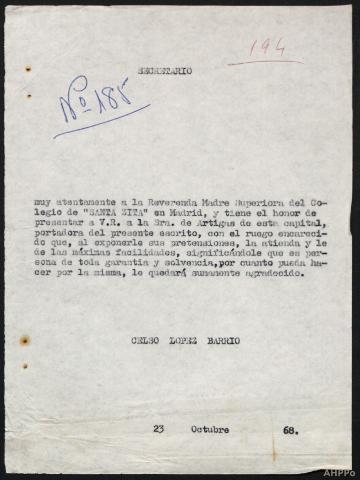 194
SECRETARIO
Nº 185
muy atentamente a la Reverenda Madre Superiora del Co-
legio de "SANTA ZITA" en Madrid, y tiene el honor de
presentar a V.R. a la Sra. de Artigas de esta capital,
portadora del presente escrito, con el ruego encareci-
do que, al exponerle sus pretensiones, la atienda y le
de las máximas facilidades, significándole que es per-
sona de toda garantia y solvencia,por cuanto pueda ha-
cer por la misma, le quedará sumamente agradecido.
CELSO LOPEZ BARRIO
23 Octubre 68.
AHPPo